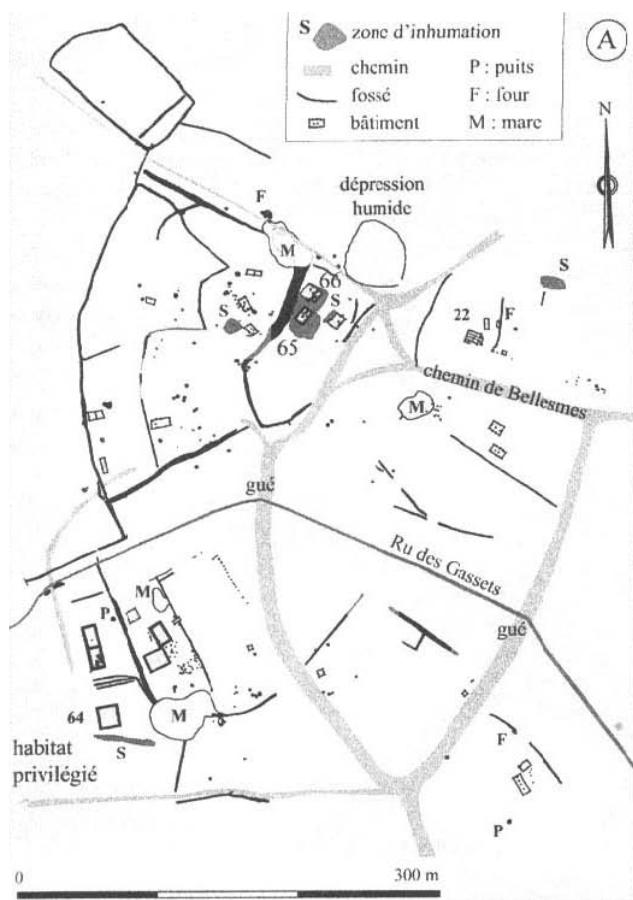 S zone d'inhumation
chemin P : puits
fossé F : four
bâtiment M : mare
A
N
dépression
humide
F
M
66
S
S
65
S
22
F
chemin de Bellesmes
M
gué
Ru des Gassets
gué
M
P
64
M
S
habitat
privilégié
F
P
0 300 m